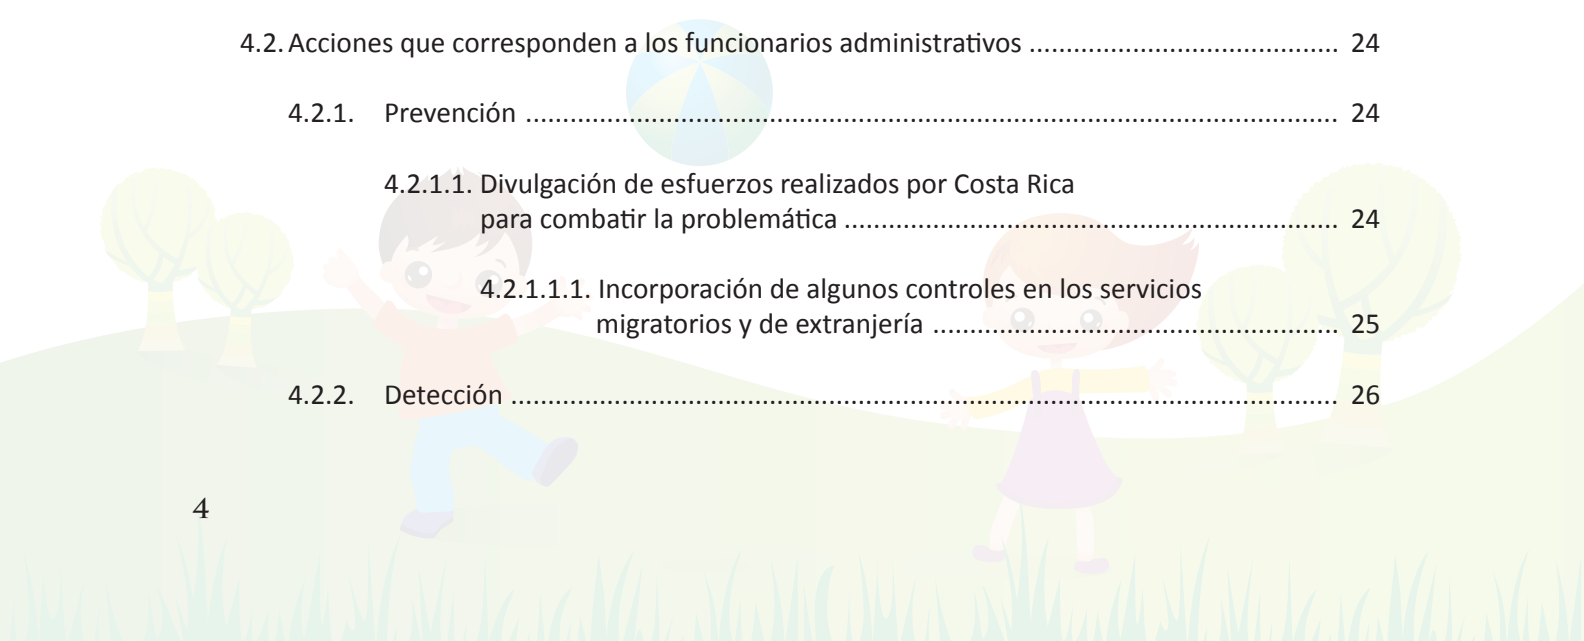 4.2. Acciones que corresponden a los funcionarios administrativos .......................................... 24
4.2.1. Prevención .............................................................................................................. 24
4.2.1.1. Divulgación de esfuerzos realizados por Costa Rica
para combatir la problemática ................................................................... 24
4.2.1.1.1. Incorporación de algunos controles en los servicios
migratorios y de extranjería ....................................................... 25
4.2.2. Detección ................................................................................................................ 26
4